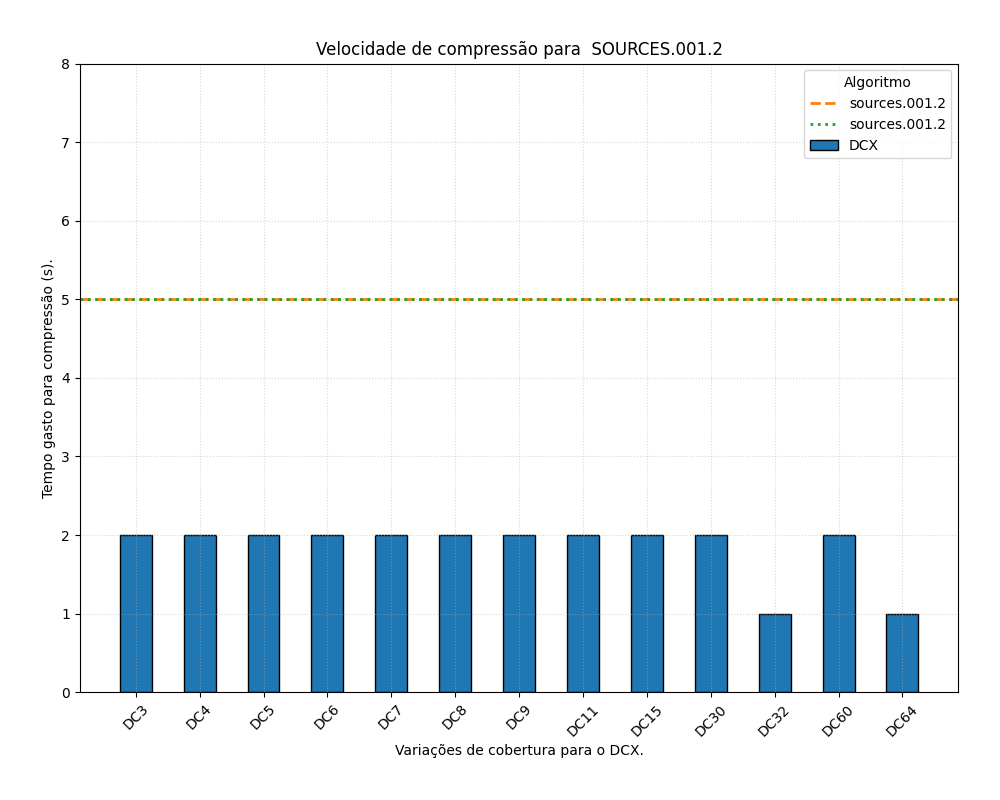 Velocidade de compressão para  SOURCES.001.2
Algoritmo
sources.001.2
sources.001.2
DCX
Tempo gasto para compressão (s).
8
7
6
5
4
3
2
1
0
DC3 DC4 DC5 DC6 DC7 DC8 DC9 DC11 DC15 DC30 DC32 DC60 DC64
Variações de cobertura para o DCX.